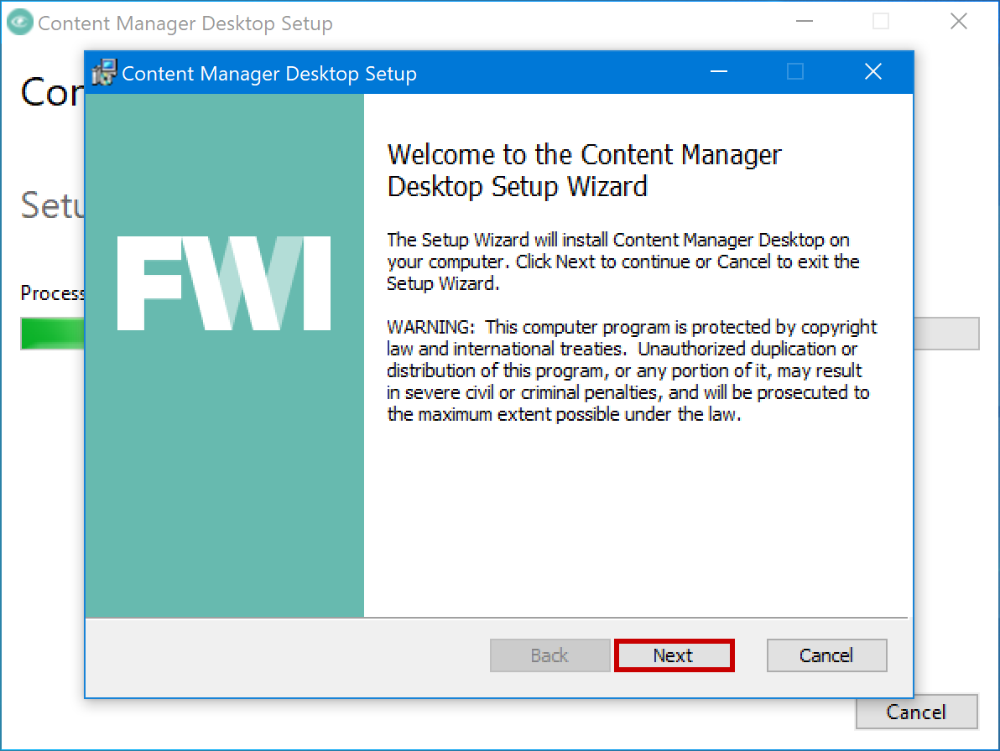 Content Manager Desktop Setup
Content Manager Desktop Setup
Welcome to the Content Manager
Desktop Setup Wizard
The Setup Wizard will install Content Manager Desktop on
your computer. Click Next to continue or Cancel to exit the
Setup Wizard.
WARNING:  This computer program is protected by copyright
law and international treaties.  Unauthorized duplication or
distribution of this program, or any portion of it, may result
in severe civil or criminal penalties, and will be prosecuted to
the maximum extent possible under the law.
FWI
Back
Next
Cancel
Cancel